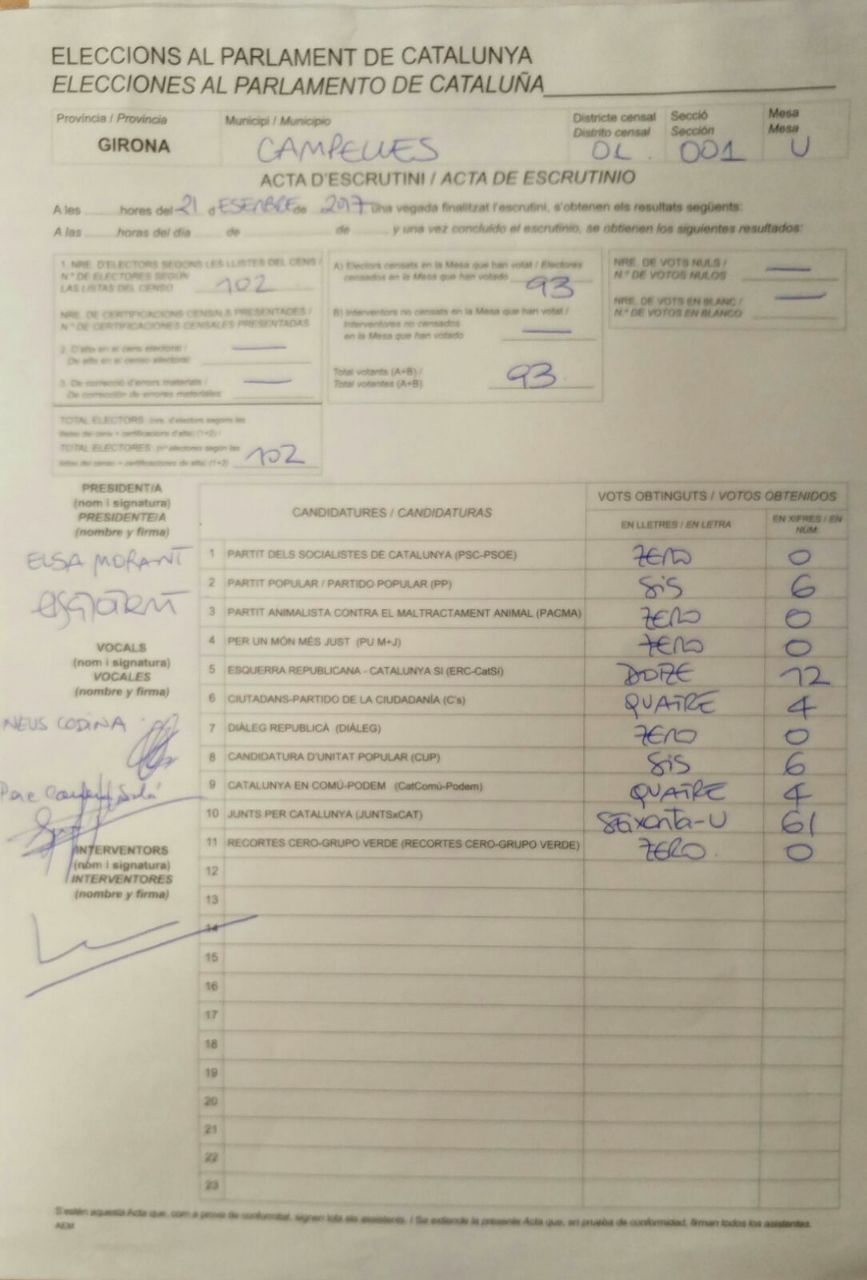 ELECCIONS AL PARLAMENT DE CATALUNYA
ELECCIONES AL PARLAMENTO DE CATALUÑA
Província / Provincia
GIRONA
Municipi / Municipio
CAMPELLES
Districte censal
Distrito censal
01
Secció
Sección
001
Mesa
Mesa
U
ACTA D'ESCRUTINI / ACTA DE ESCRUTINIO
A les hores del 21 d ESEMBRE de 2017 una vegada finalitzat l'escrutini, s'obtenen els resultats següents:
A las hores del día de de y una vez concluido el escrutinio, se obtienen los siguientes resultados:
1. NRE. D'ELECTORS SEGONS LES LLISTES DEL CENS /
N.º DE ELECTORES SEGÚN
LAS LISTAS DEL CENSO 102
NRE. DE CERTIFICACIONS CENSALS PRESENTADES /
N.º DE CERTIFICACIONES CENSALES PRESENTADAS
2. D'alta en el cens electoral: —
De alta en el censo electoral:
3. De correcció d'errors materials / —
De corrección de errores materiales:
TOTAL ELECTORS (nre. d'electors segons les
llistes del cens + certificacions d'alta) (1+2) /
TOTAL ELECTORES (nº electores según las
listas del censo + certificaciones de alta) (1+2) 102
A) Electors censats en la Mesa que han votat / Electores
censados en la Mesa que han votado 93
B) Interventors no censats en la Mesa que han votat /
Interventores no censados
en la Mesa que han votado —
Total votants (A+B) /
Total votantes (A+B) 93
NRE. DE VOTS NULS /
N.º DE VOTOS NULOS —
NRE. DE VOTS EN BLANC /
N.º DE VOTOS EN BLANCO —
PRESIDENT/A
(nom i signatura)
PRESIDENTE/A
(nombre y firma)
ELSA MORANT
VOCALS
(nom i signatura)
VOCALES
(nombre y firma)
NEUS CODINA
Pere
INTERVENTORS
(nom i signatura)
INTERVENTORES
(nombre y firma)
CANDIDATURES / CANDIDATURAS
VOTS OBTINGUTS / VOTOS OBTENIDOS
EN LLETRES / EN LETRA
EN XIFRES / EN NÚM.
1 PARTIT DELS SOCIALISTES DE CATALUNYA (PSC-PSOE) ZERO 0
2 PARTIT POPULAR / PARTIDO POPULAR (PP) SIS 6
3 PARTIT ANIMALISTA CONTRA EL MALTRACTAMENT ANIMAL (PACMA) ZERO 0
4 PER UN MÓN MÉS JUST (PU M+J) ZERO 0
5 ESQUERRA REPUBLICANA - CATALUNYA SI (ERC-CatSí) DOTZE 12
6 CIUTADANS-PARTIDO DE LA CIUDADANÍA (C's) QUATRE 4
7 DIÀLEG REPUBLICÀ (DIÀLEG) ZERO 0
8 CANDIDATURA D'UNITAT POPULAR (CUP) SIS 6
9 CATALUNYA EN COMÚ-PODEM (CatComú-Podem) QUATRE 4
10 JUNTS PER CATALUNYA (JUNTSxCAT) SEIXANTA-U 61
11 RECORTES CERO-GRUPO VERDE (RECORTES CERO-GRUPO VERDE) ZERO. 0
12
13
14
15
16
17
18
19
20
21
22
23
S'estén aquesta Acta que, com a prova de conformitat, signen tots els assistents. / Se extiende la presente Acta que, en prueba de conformidad, firman todos los asistentes.
AEM